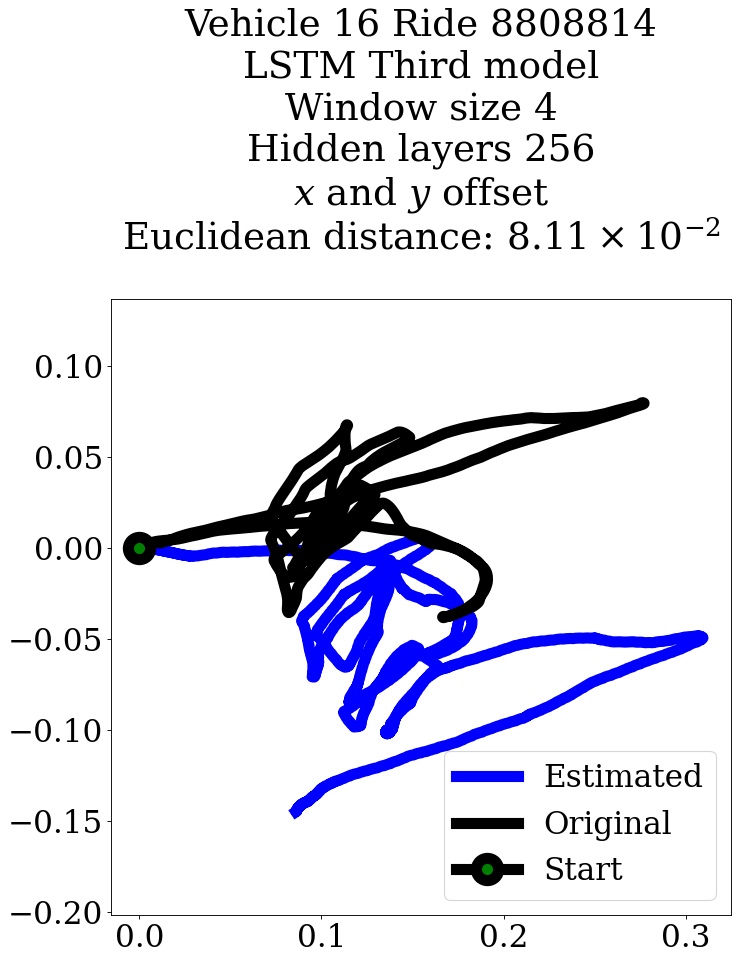 Vehicle 16 Ride 8808814
LSTM Third model
Window size 4
Hidden layers 256
x and y offset
Euclidean distance: 8.11 × 10⁻²
0.10
0.05
0.00
−0.05
−0.10
−0.15
−0.20
0.0 0.1 0.2 0.3
Estimated
Original
Start